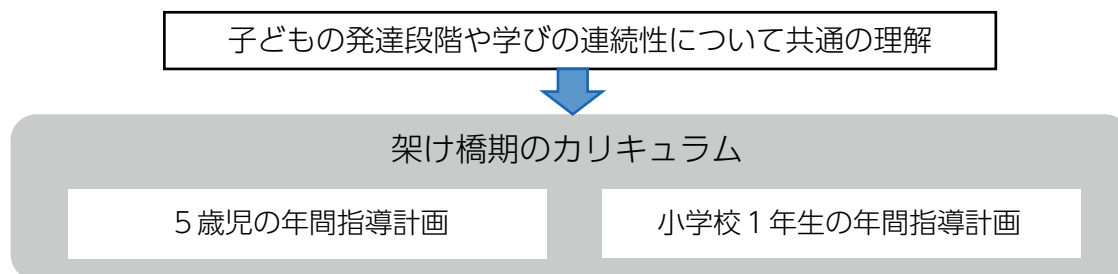 子どもの発達段階や学びの連続性について共通の理解
架け橋期のカリキュラム
5歳児の年間指導計画
小学校1年生の年間指導計画